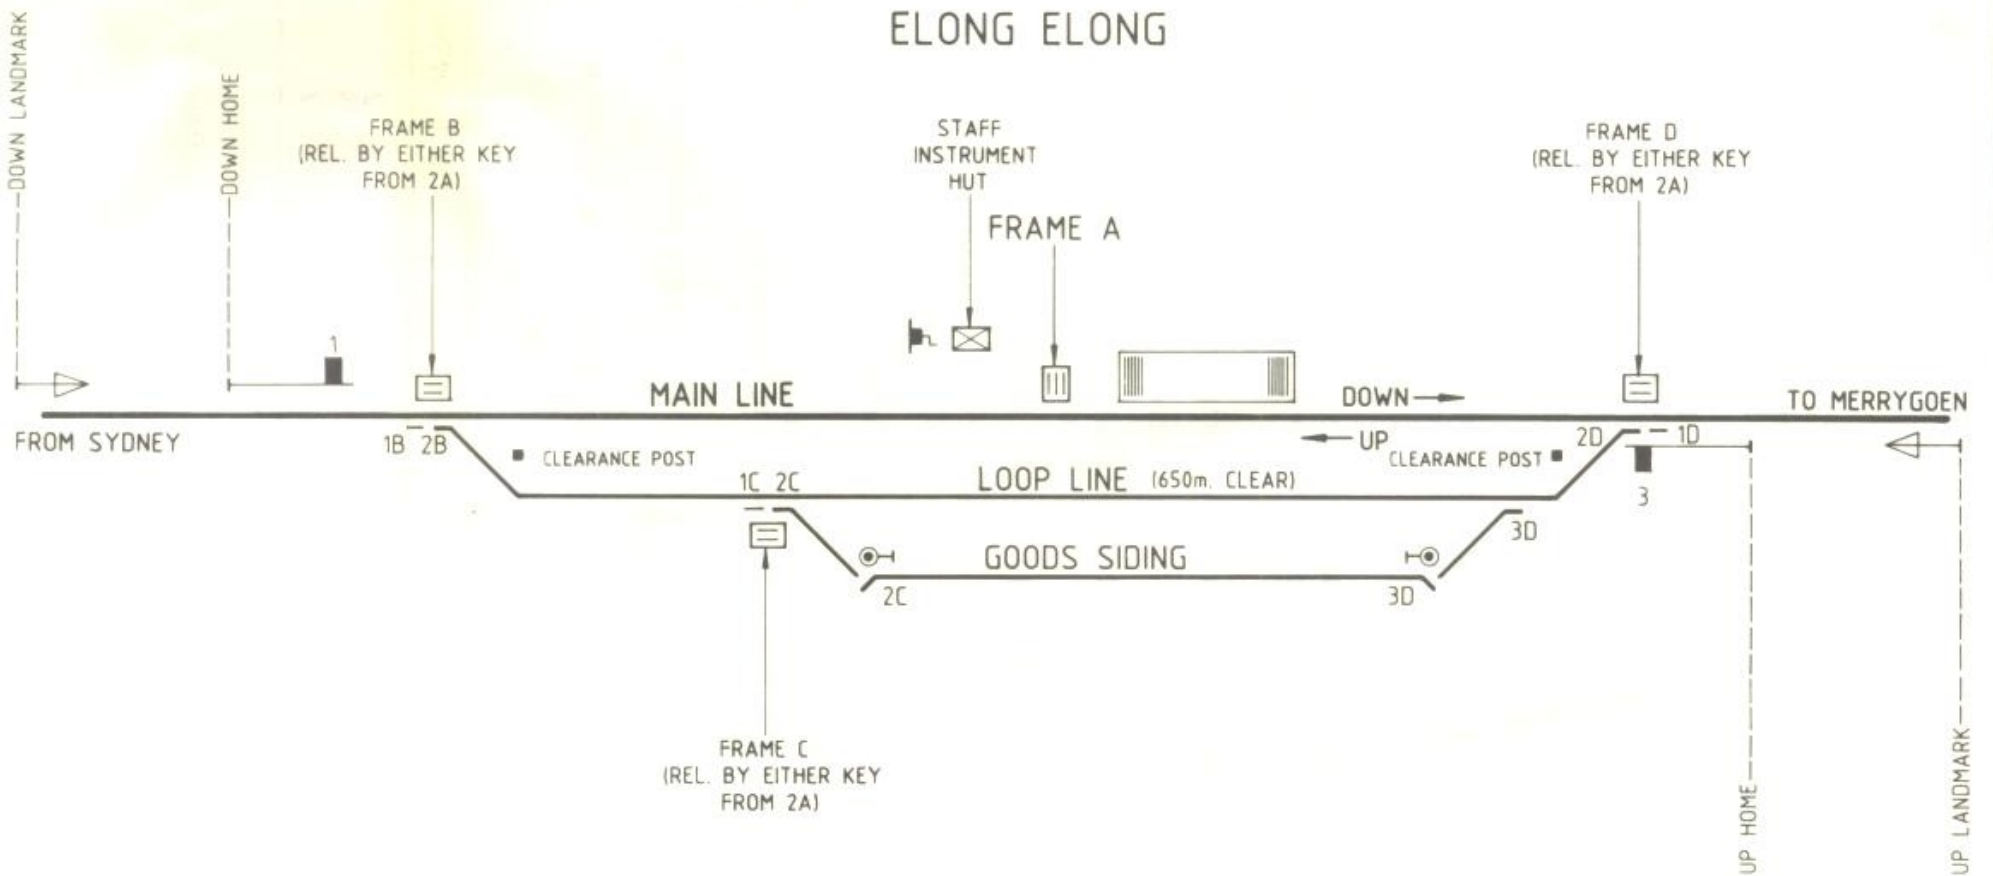 ELONG ELONG
DOWN LANDMARK
DOWN HOME
FRAME B
(REL. BY EITHER KEY
FROM 2A)
STAFF
INSTRUMENT
HUT
FRAME A
FRAME D
(REL. BY EITHER KEY
FROM 2A)
1
MAIN LINE
DOWN
TO MERRYGOEN
FROM SYDNEY
1B 2B
CLEARANCE POST
UP
CLEARANCE POST
2D
1D
1C 2C
LOOP LINE (650m. CLEAR)
3
3D
GOODS SIDING
2C
3D
FRAME C
(REL. BY EITHER KEY
FROM 2A)
UP HOME
UP LANDMARK